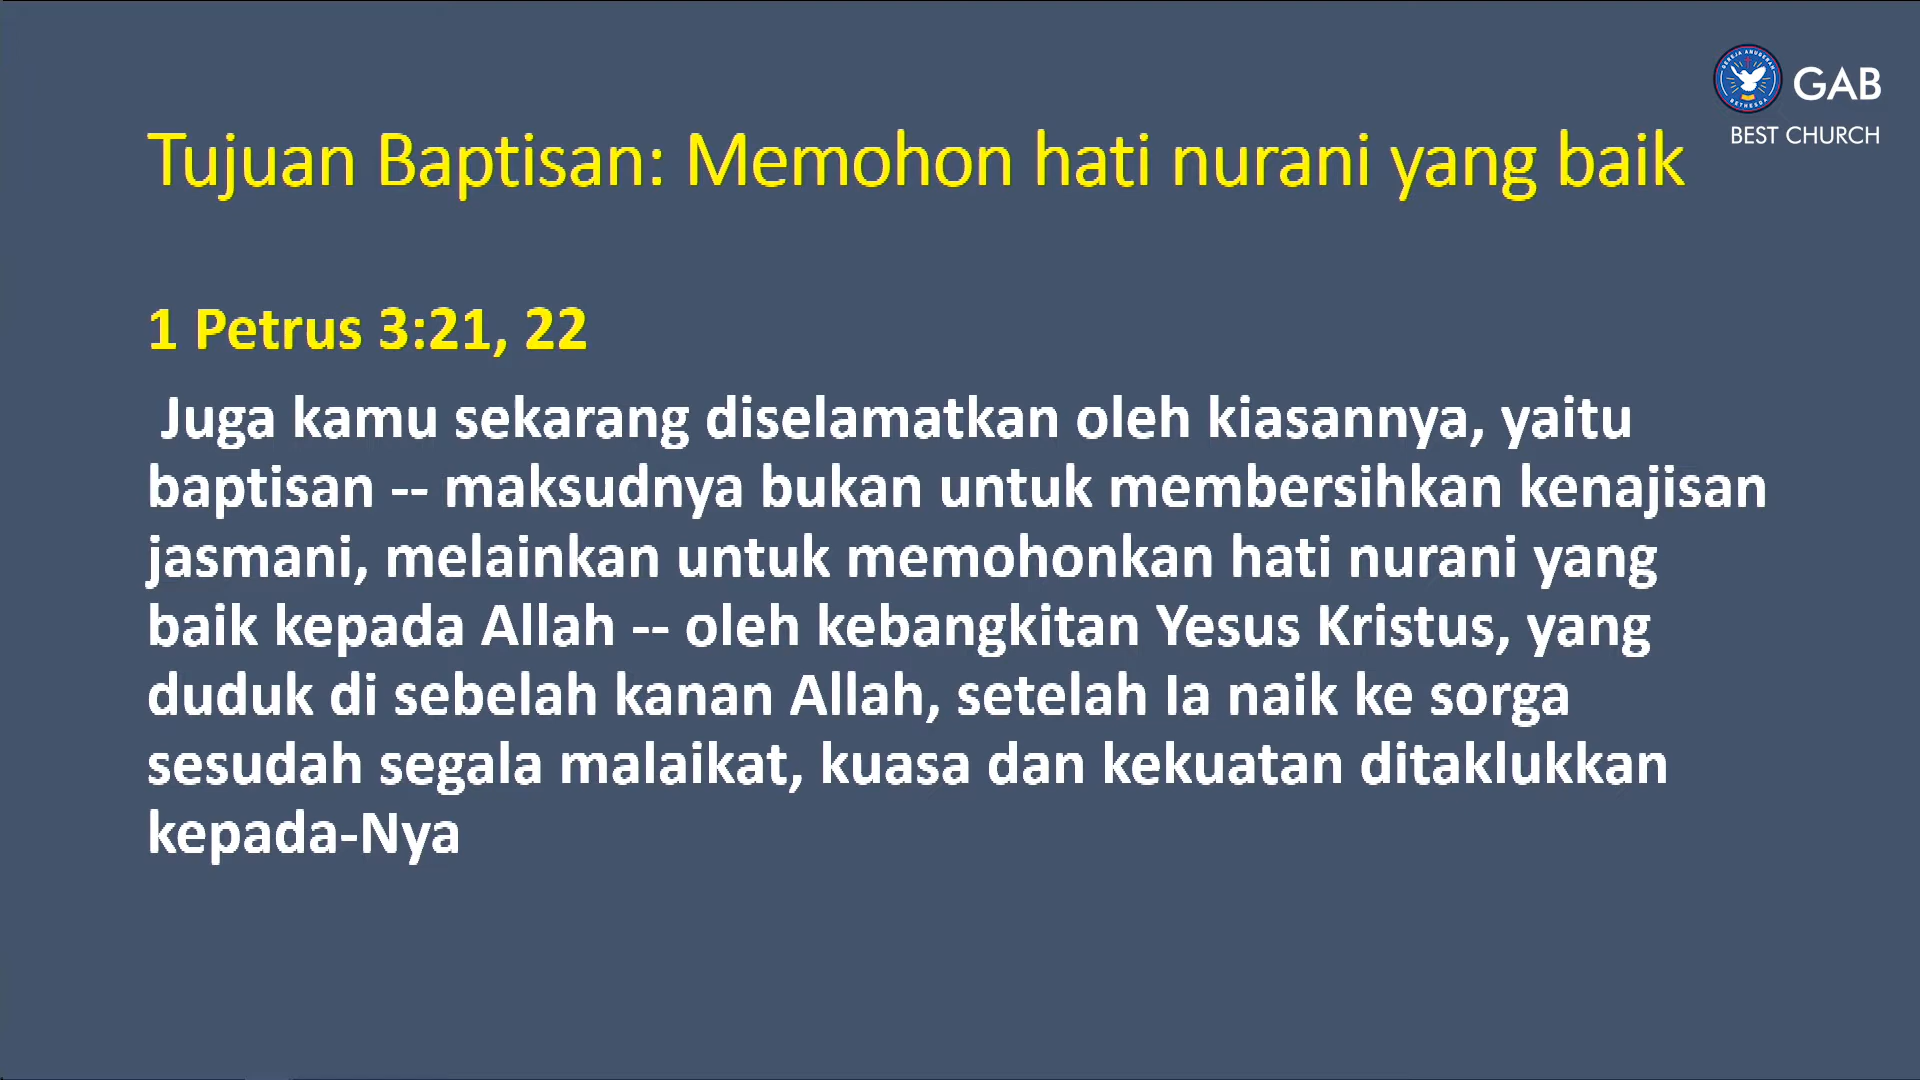 GEREJA ANUGERAH
BETHESDA
GAB
BEST CHURCH
Tujuan Baptisan: Memohon hati nurani yang baik
1 Petrus 3:21, 22
Juga kamu sekarang diselamatkan oleh kiasannya, yaitu
baptisan -- maksudnya bukan untuk membersihkan kenajisan
jasmani, melainkan untuk memohonkan hati nurani yang
baik kepada Allah -- oleh kebangkitan Yesus Kristus, yang
duduk di sebelah kanan Allah, setelah Ia naik ke sorga
sesudah segala malaikat, kuasa dan kekuatan ditaklukkan
kepada-Nya